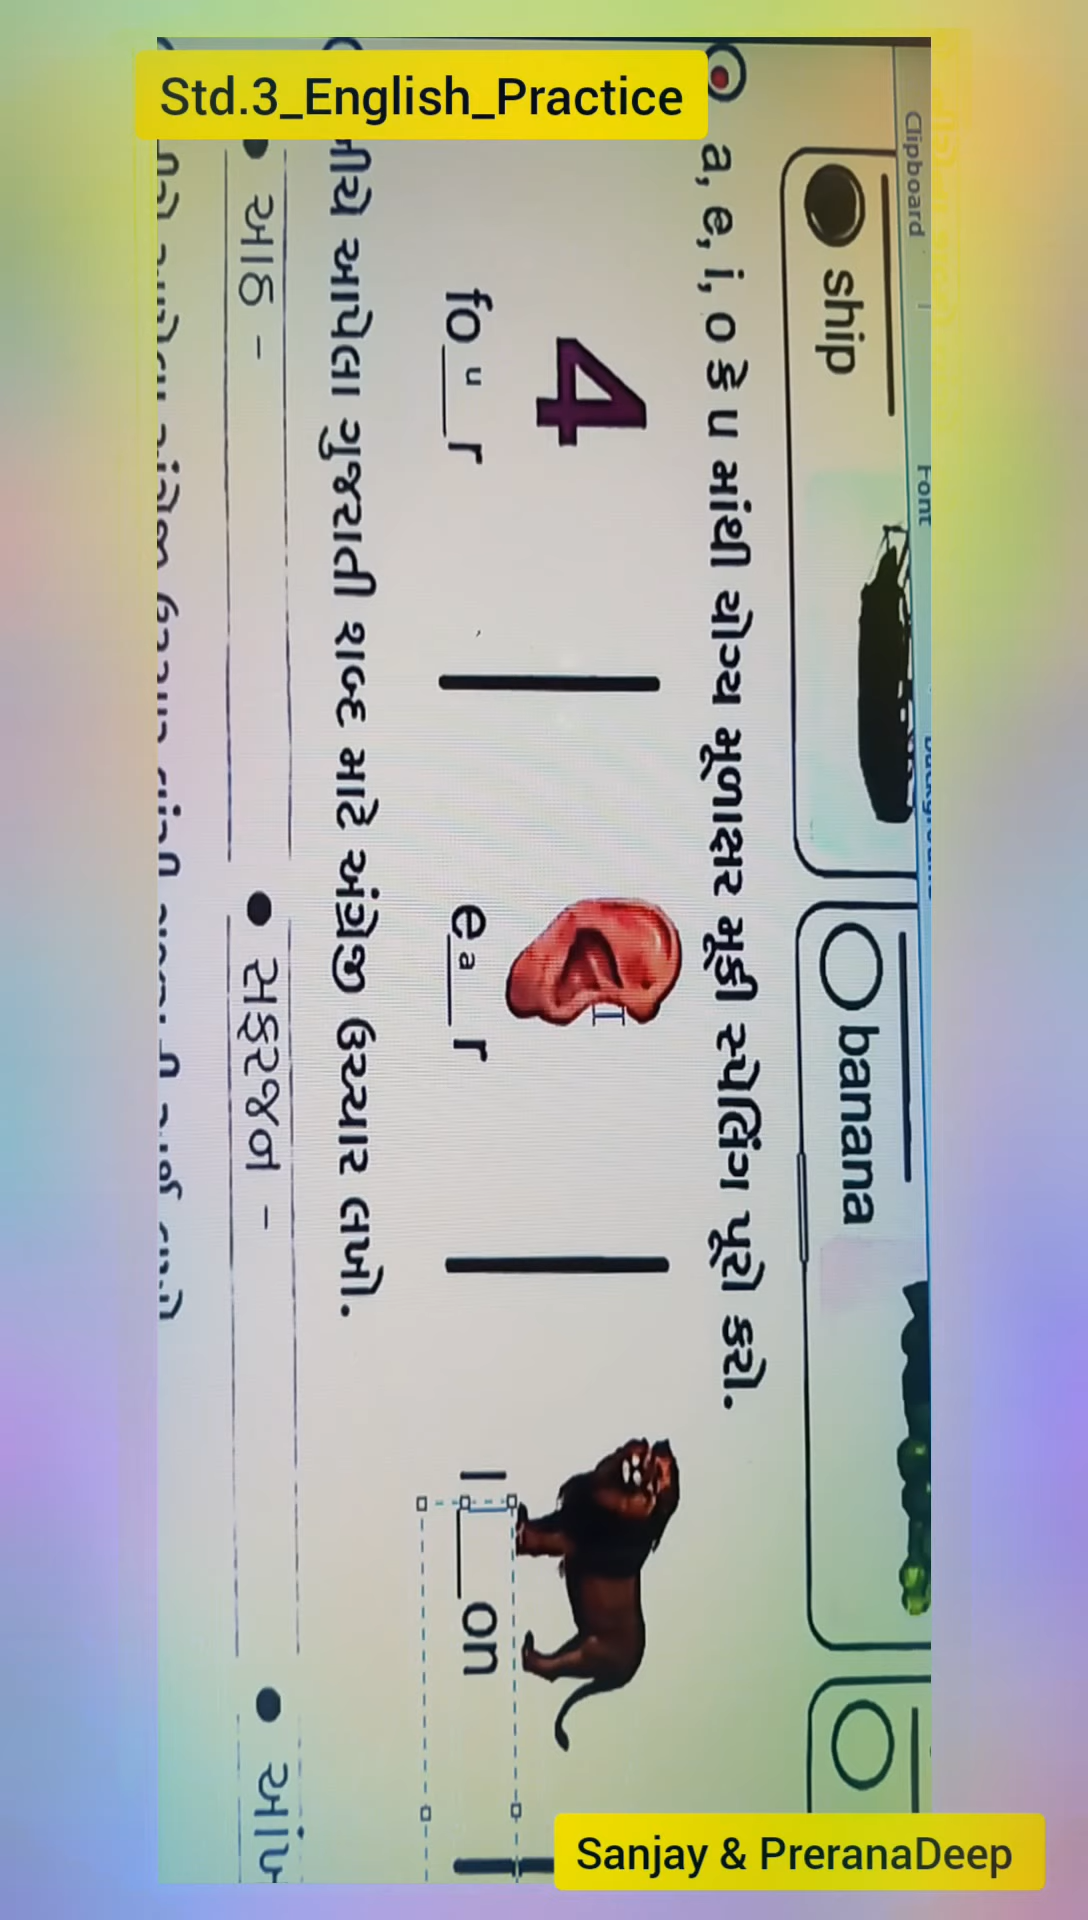 Std.3_English_Practice
Clipboard
Font
ship
banana
a, e, i, o કે u માંથી યોગ્ય મૂળાક્ષર મૂકી સ્પેલિંગ પૂરો કરો.
4
fo u r
e a r
l__on
નીચે આપેલા ગુજરાતી શબ્દ માટે અંગ્રેજી ઉચ્ચાર લખો.
• આઠ -
• સફરજન -
Sanjay & PreranaDeep